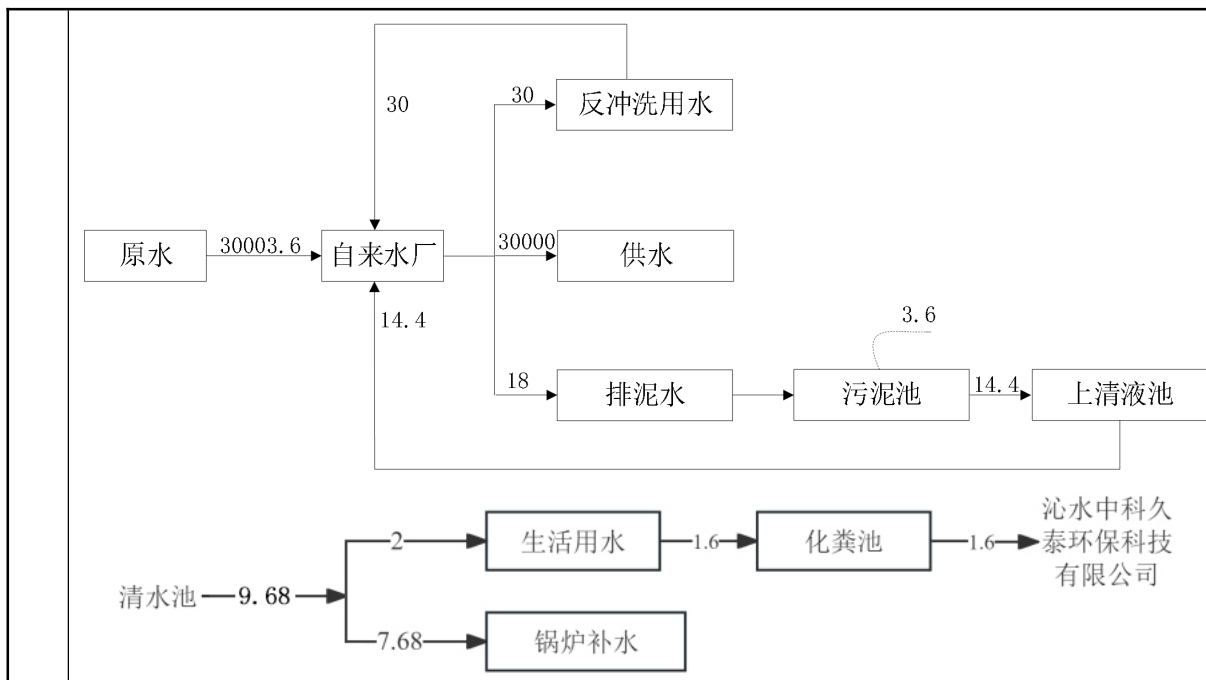 30
30
反冲洗用水
原水
30003.6
自来水厂
30000
供水
14.4
3.6
18
排泥水
污泥池
14.4
上清液池
清水池
9.68
2
生活用水
1.6
化粪池
1.6
沁水中科久
泰环保科技
有限公司
7.68
锅炉补水